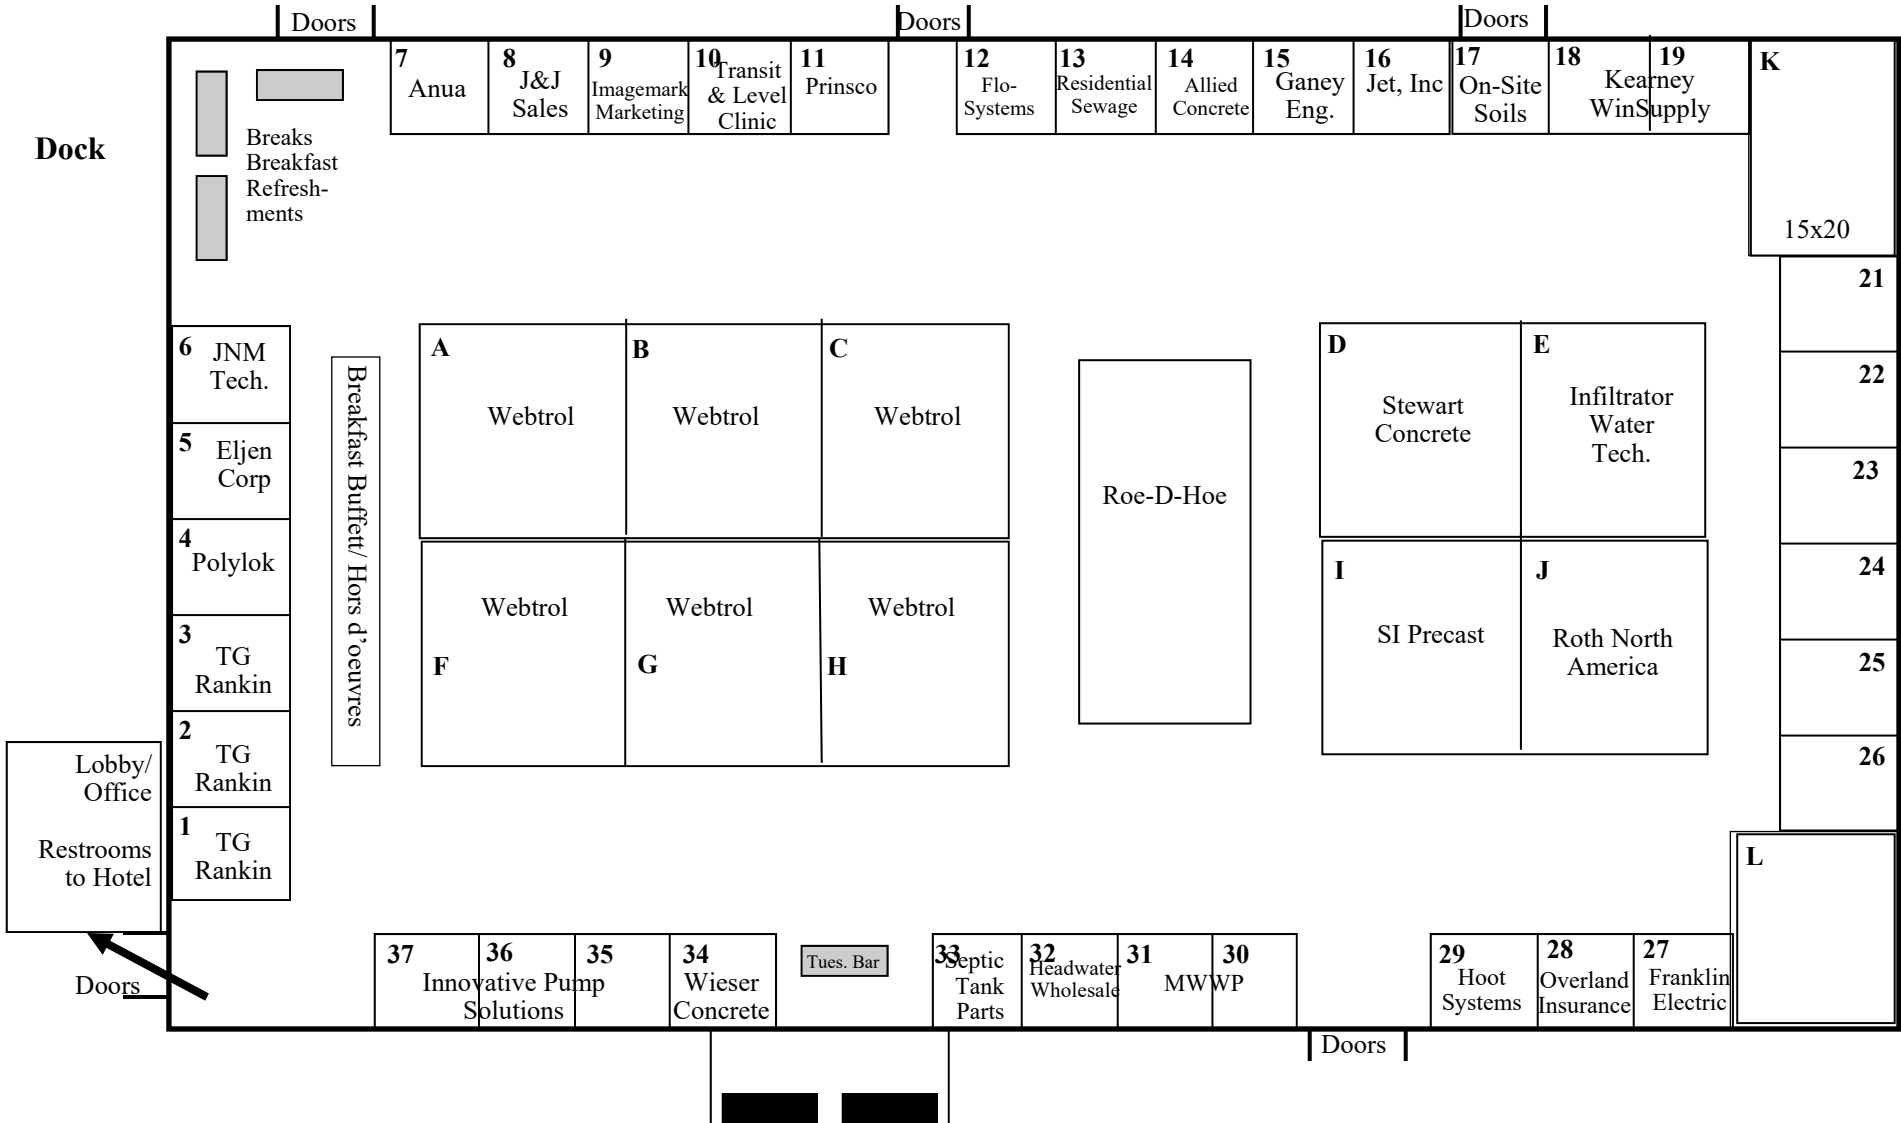 Doors
Doors
Doors
7
Anua
8
J&J
Sales
9
Imagemark
Marketing
10
Transit
& Level
Clinic
11
Prinsco
12
Flo-
Systems
13
Residential
Sewage
14
Allied
Concrete
15
Ganey
Eng.
16
Jet, Inc
17
On-Site
Soils
18
19
Kearney
WinSupply
K
15x20
Dock
Breaks
Breakfast
Refresh-
ments
21
22
23
24
25
26
6
JNM
Tech.
5
Eljen
Corp
4
Polylok
3
TG
Rankin
2
TG
Rankin
1
TG
Rankin
Breakfast Buffett/ Hors d’oeuvres
A
Webtrol
B
Webtrol
C
Webtrol
Webtrol
F
Webtrol
G
Webtrol
H
Roe-D-Hoe
D
Stewart
Concrete
E
Infiltrator
Water
Tech.
I
SI Precast
J
Roth North
America
Lobby/
Office
Restrooms
to Hotel
Doors
L
37
36
35
Innovative Pump
Solutions
34
Wieser
Concrete
Tues. Bar
33
Septic
Tank
Parts
32
Headwater
Wholesale
31
30
MWWP
29
Hoot
Systems
28
Overland
Insurance
27
Franklin
Electric
Doors